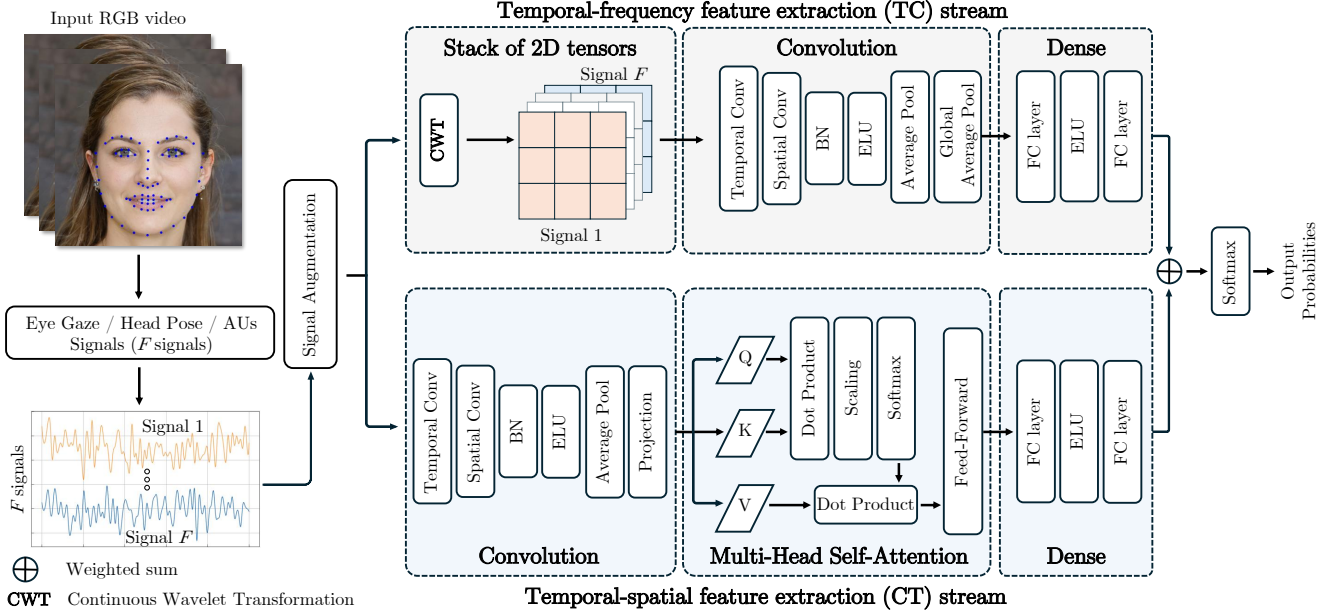 Input RGB video
Eye Gaze / Head Pose / AUs
Signals (F signals)
F signals
Signal 1
Signal F
Weighted sum
CWT Continuous Wavelet Transformation
Signal Augmentation
Temporal-frequency feature extraction (TC) stream
Stack of 2D tensors
CWT
Signal F
Signal 1
Convolution
Temporal Conv
Spatial Conv
BN
ELU
Average Pool
Global
Average Pool
Dense
FC layer
ELU
FC layer
Temporal Conv
Spatial Conv
BN
ELU
Average Pool
Projection
Convolution
Q
K
V
Dot Product
Scaling
Softmax
Dot Product
Feed-Forward
Multi-Head Self-Attention
FC layer
ELU
FC layer
Dense
Temporal-spatial feature extraction (CT) stream
Softmax
Output
Probabilities